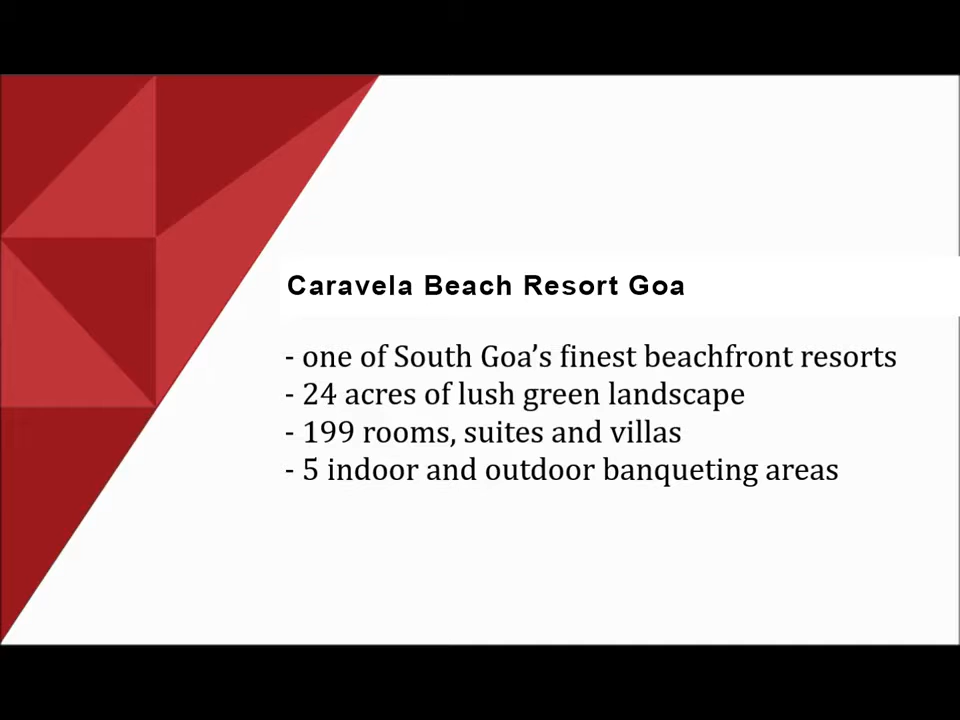 Caravela Beach Resort Goa
- one of South Goa’s finest beachfront resorts
- 24 acres of lush green landscape
- 199 rooms, suites and villas
- 5 indoor and outdoor banqueting areas